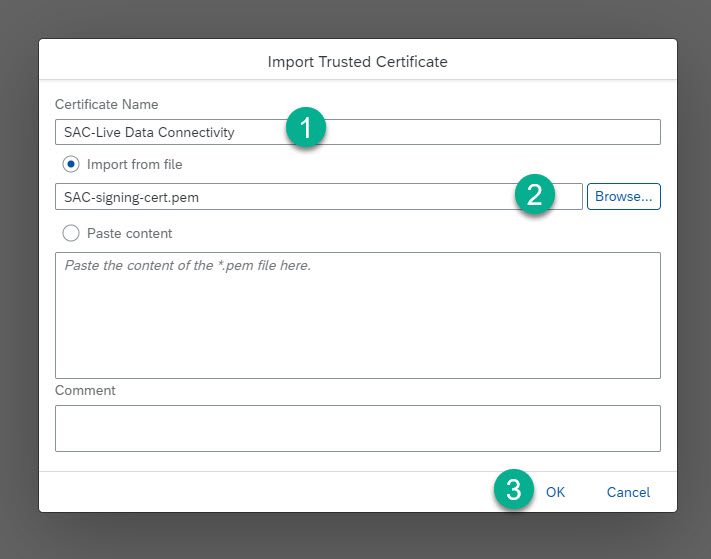 Import Trusted Certificate
Certificate Name
SAC-Live Data Connectivity
1
Import from file
SAC-signing-cert.pem
2
Browse...
Paste content
Paste the content of the *.pem file here.
Comment
3
OK
Cancel